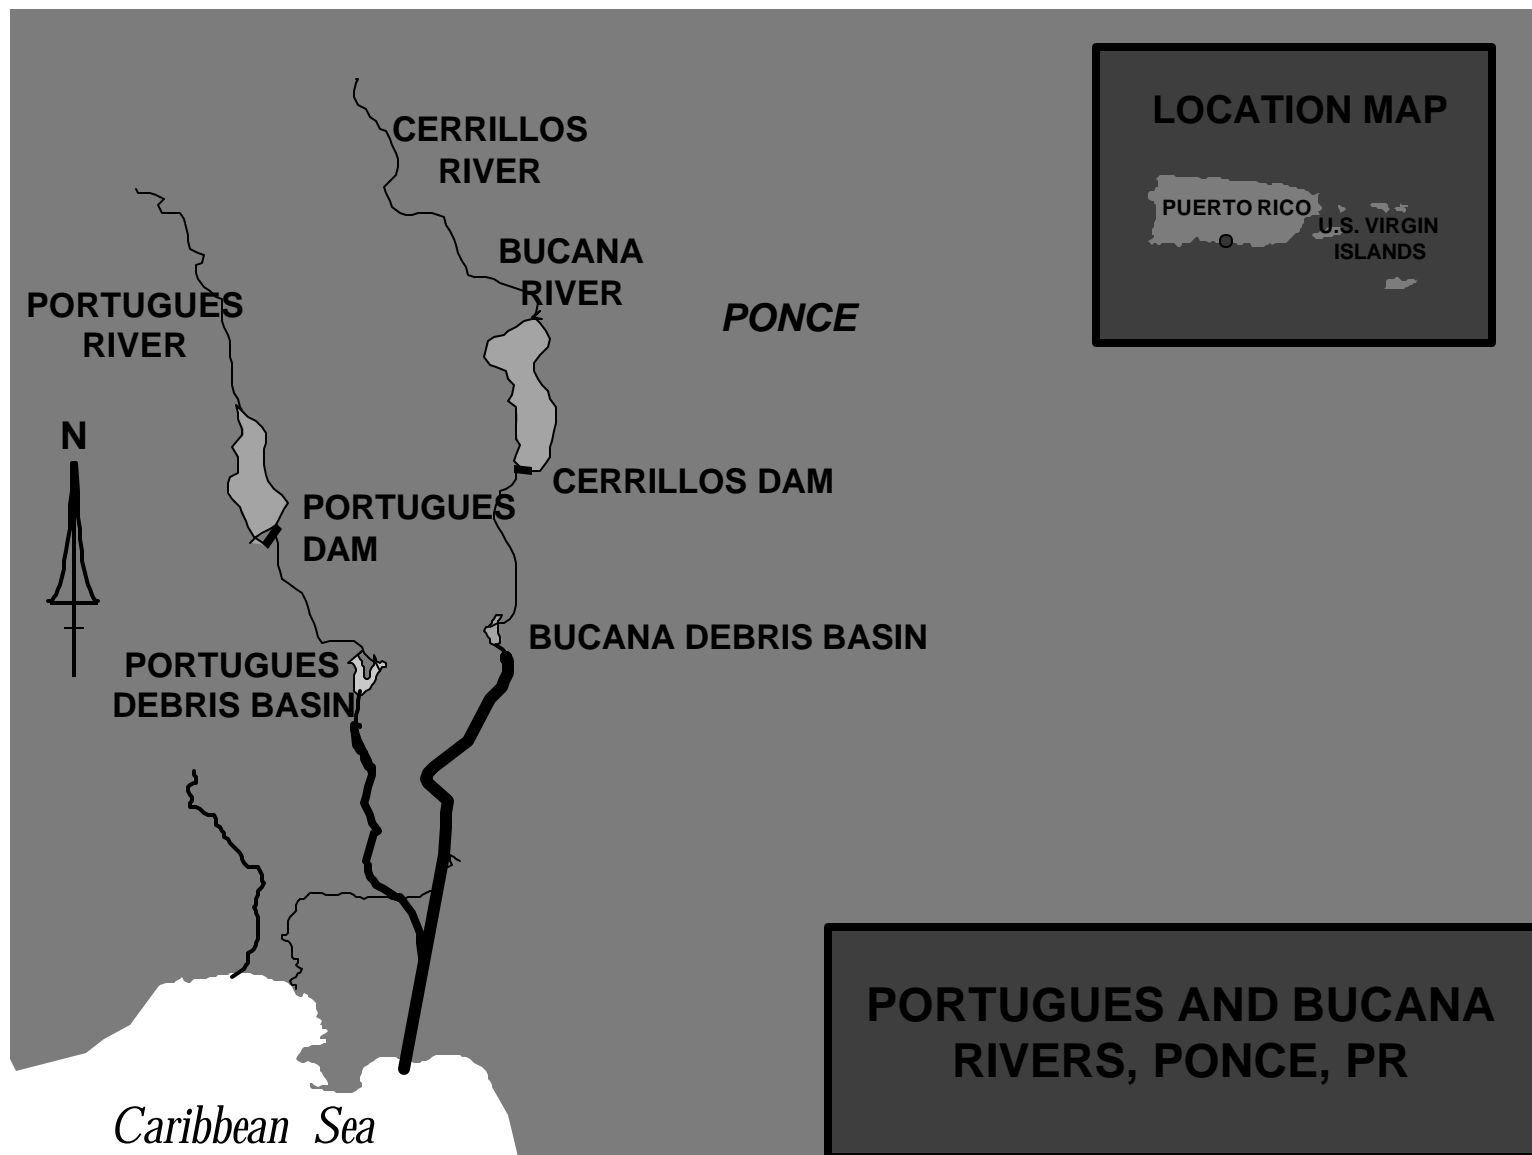 CERRILLOS
RIVER
BUCANA
RIVER
PORTUGUES
RIVER
PONCE
LOCATION MAP
PUERTO RICO
U.S. VIRGIN
ISLANDS
N
CERRILLOS DAM
PORTUGUES
DAM
BUCANA DEBRIS BASIN
PORTUGUES
DEBRIS BASIN
PORTUGUES AND BUCANA
RIVERS, PONCE, PR
Caribbean Sea